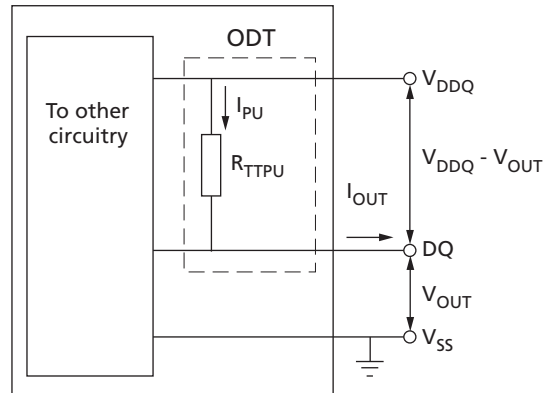 ODT
V_DDQ
To other
circuitry
I_PU
R_TTPU
V_DDQ - V_OUT
I_OUT
DQ
V_OUT
V_SS